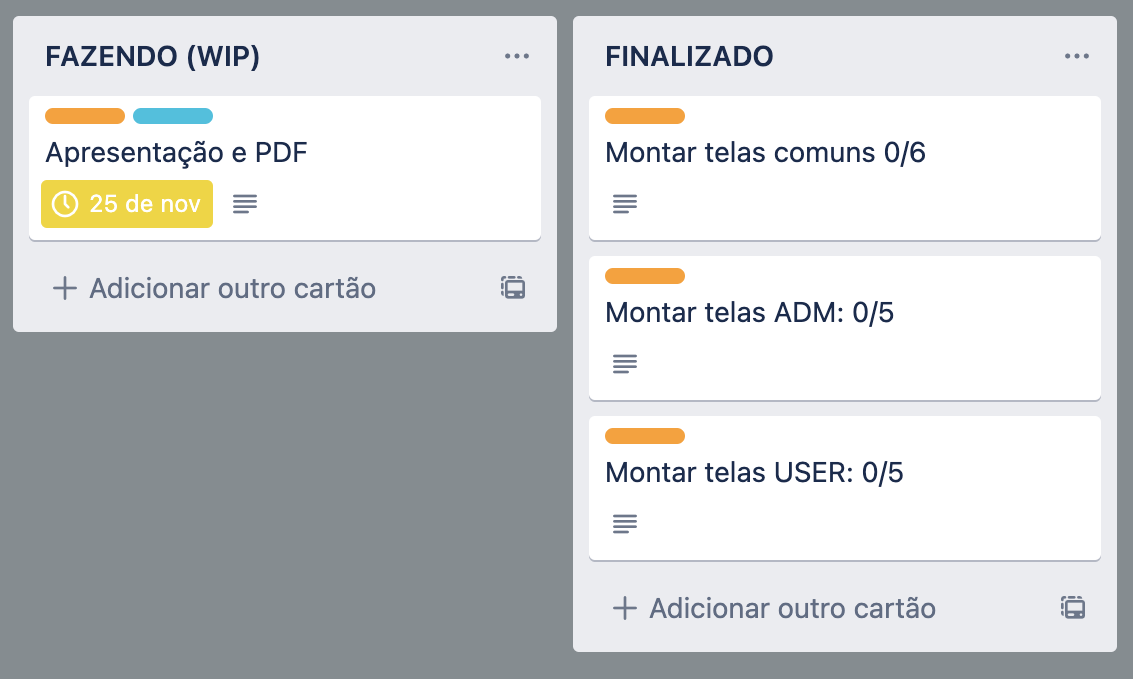 FAZENDO (WIP)
Apresentação e PDF
25 de nov
Adicionar outro cartão
FINALIZADO
Montar telas comuns 0/6
Montar telas ADM: 0/5
Montar telas USER: 0/5
Adicionar outro cartão